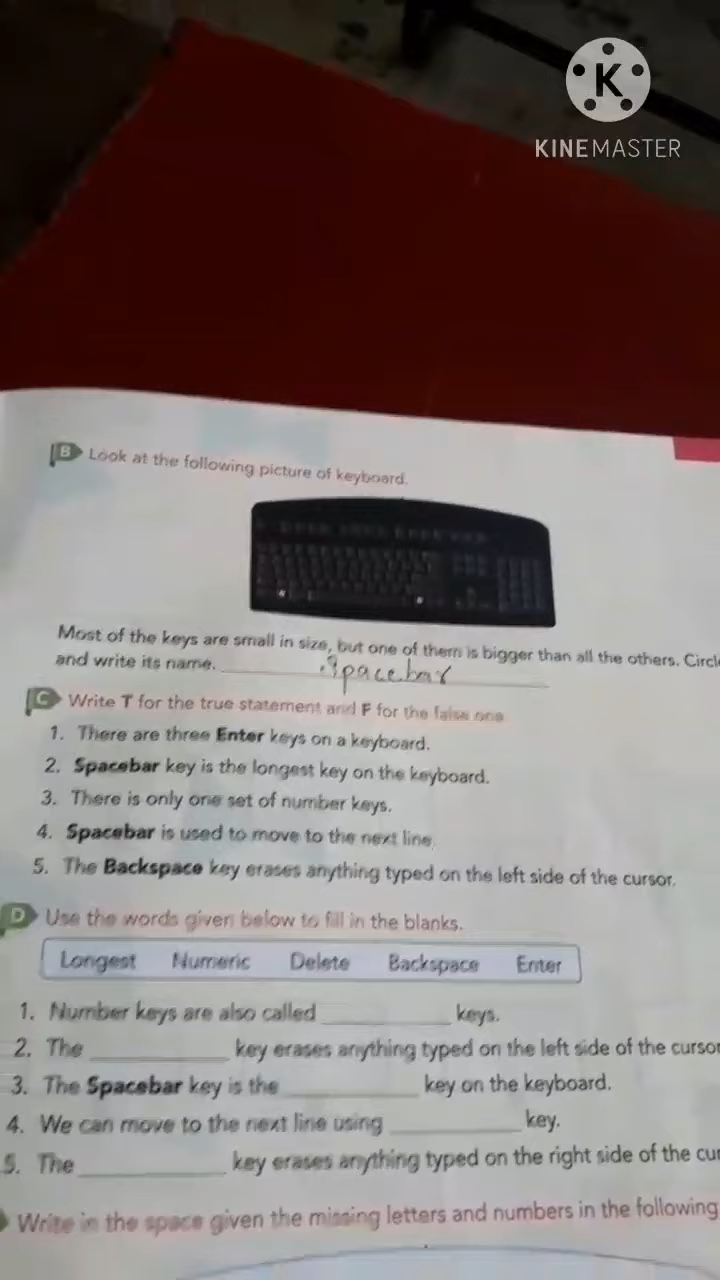 K
KINEMASTER
B Look at the following picture of keyboard.
Most of the keys are small in size, but one of them is bigger than all the others. Circle
and write its name. Spacebar
C Write T for the true statement and F for the false one
1. There are three Enter keys on a keyboard.
2. Spacebar key is the longest key on the keyboard.
3. There is only one set of number keys.
4. Spacebar is used to move to the next line.
5. The Backspace key erases anything typed on the left side of the cursor.
D Use the words given below to fill in the blanks.
Longest Numeric Delete Backspace Enter
1. Number keys are also called ____________ keys.
2. The ____________ key erases anything typed on the left side of the cursor
3. The Spacebar key is the ____________ key on the keyboard.
4. We can move to the next line using ____________ key.
5. The ____________ key erases anything typed on the right side of the cur
Write in the space given the missing letters and numbers in the following